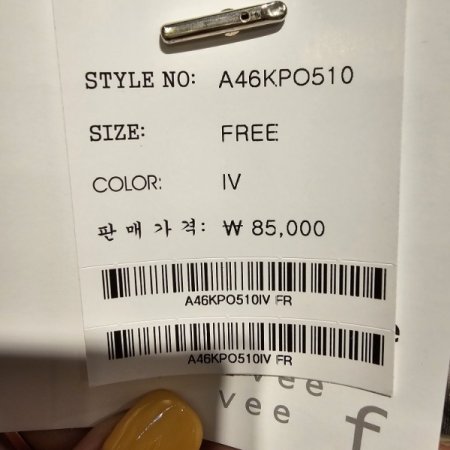 STYLE NO: A46KPO510
SIZE: FREE
COLOR: IV
판매가격: ₩ 85,000
A46KPO510IV FR
A46KPO510IV FR
vee
vee
f